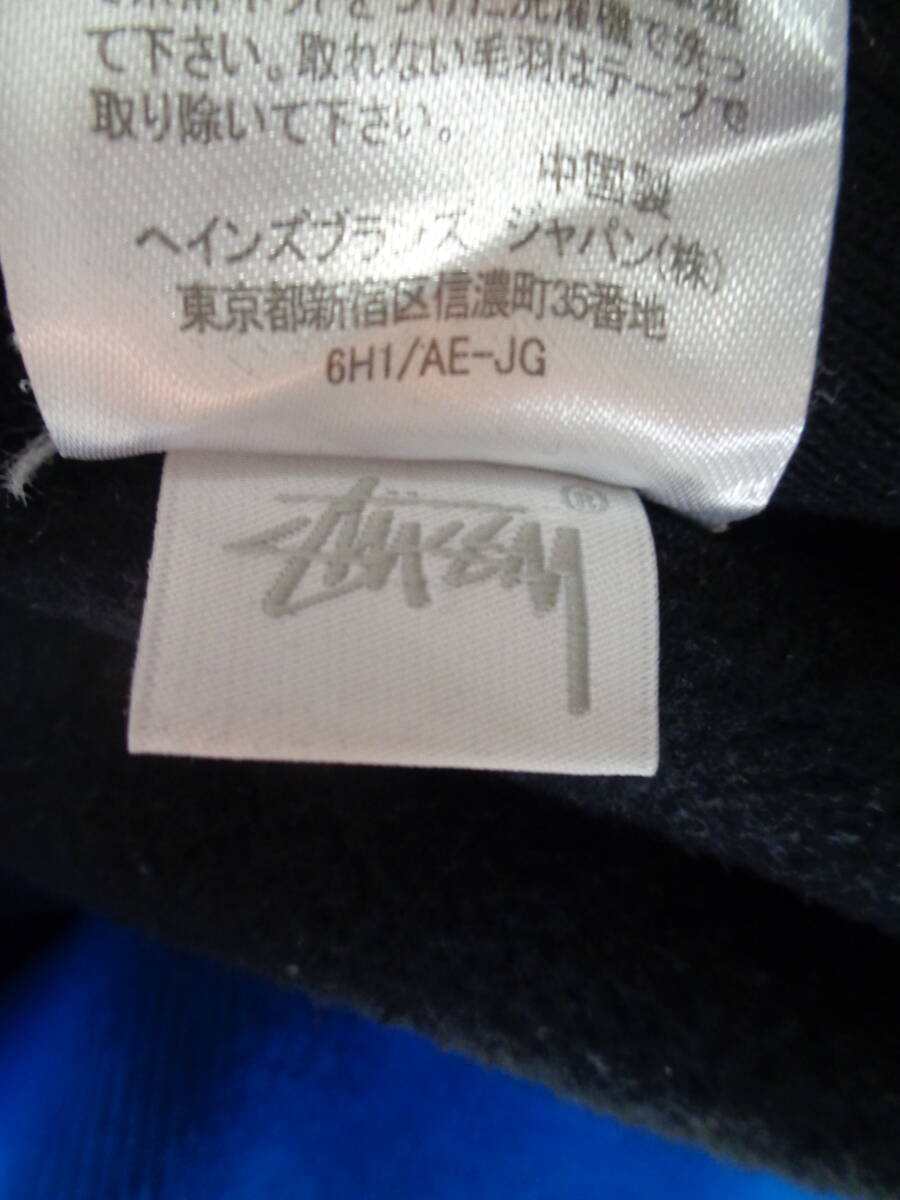 て下さい。取れない毛羽はテープで
取り除いて下さい。
中国製
ヘインズブランズ ジャパン(株)
東京都新宿区信濃町35番地
6H1/AE-JG
STÜSSY ®